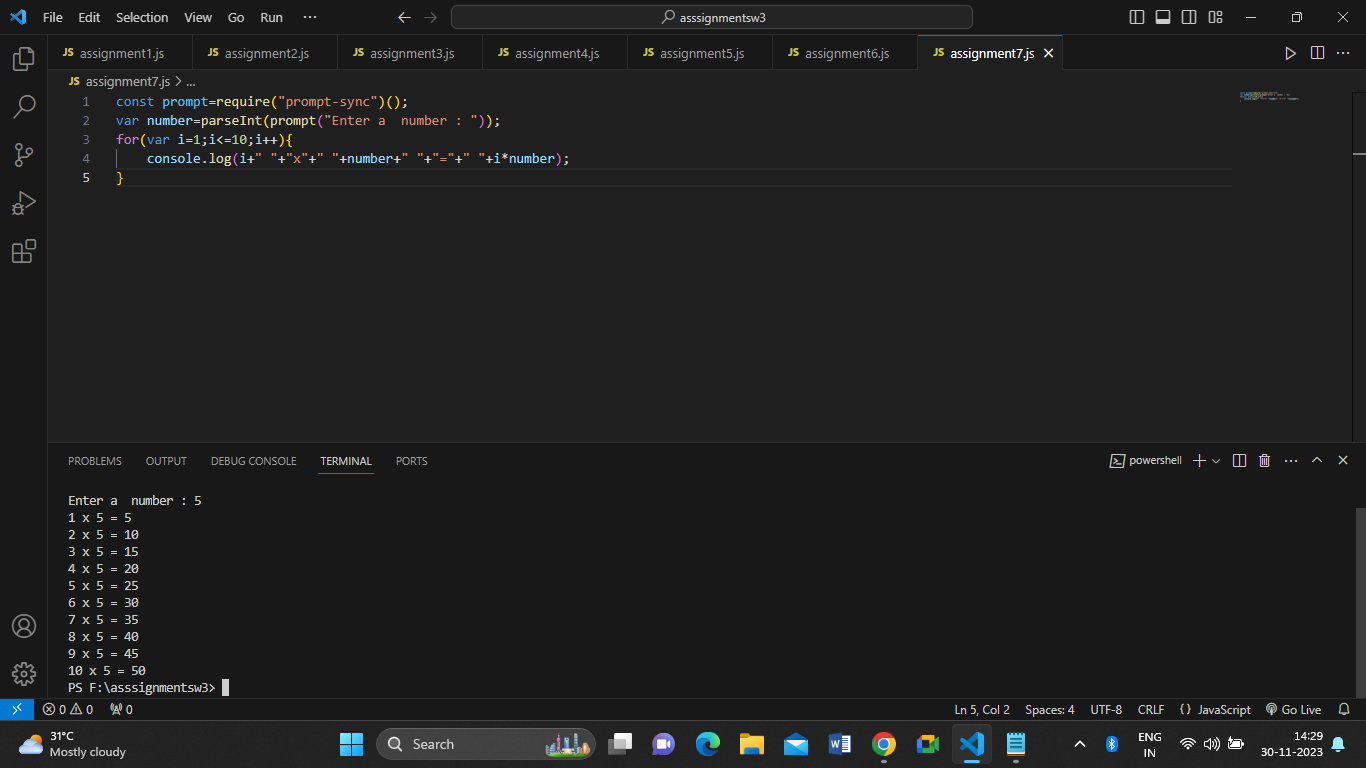 File Edit Selection View Go Run ··· asssignmentsw3
JS assignment1.js JS assignment2.js JS assignment3.js JS assignment4.js JS assignment5.js JS assignment6.js JS assignment7.js
JS assignment7.js > ...
1 const prompt=require("prompt-sync")();
2 var number=parseInt(prompt("Enter a  number : "));
3 for(var i=1;i<=10;i++){
4     console.log(i+" "+"x"+" "+number+" "+"="+" "+i*number);
5 }
PROBLEMS OUTPUT DEBUG CONSOLE TERMINAL PORTS powershell
Enter a  number : 5
1 x 5 = 5
2 x 5 = 10
3 x 5 = 15
4 x 5 = 20
5 x 5 = 25
6 x 5 = 30
7 x 5 = 35
8 x 5 = 40
9 x 5 = 45
10 x 5 = 50
PS F:\asssignmentsw3>
0 0 0 Ln 5, Col 2 Spaces: 4 UTF-8 CRLF {} JavaScript Go Live
31°C
Mostly cloudy
Search
ENG
IN
14:29
30-11-2023